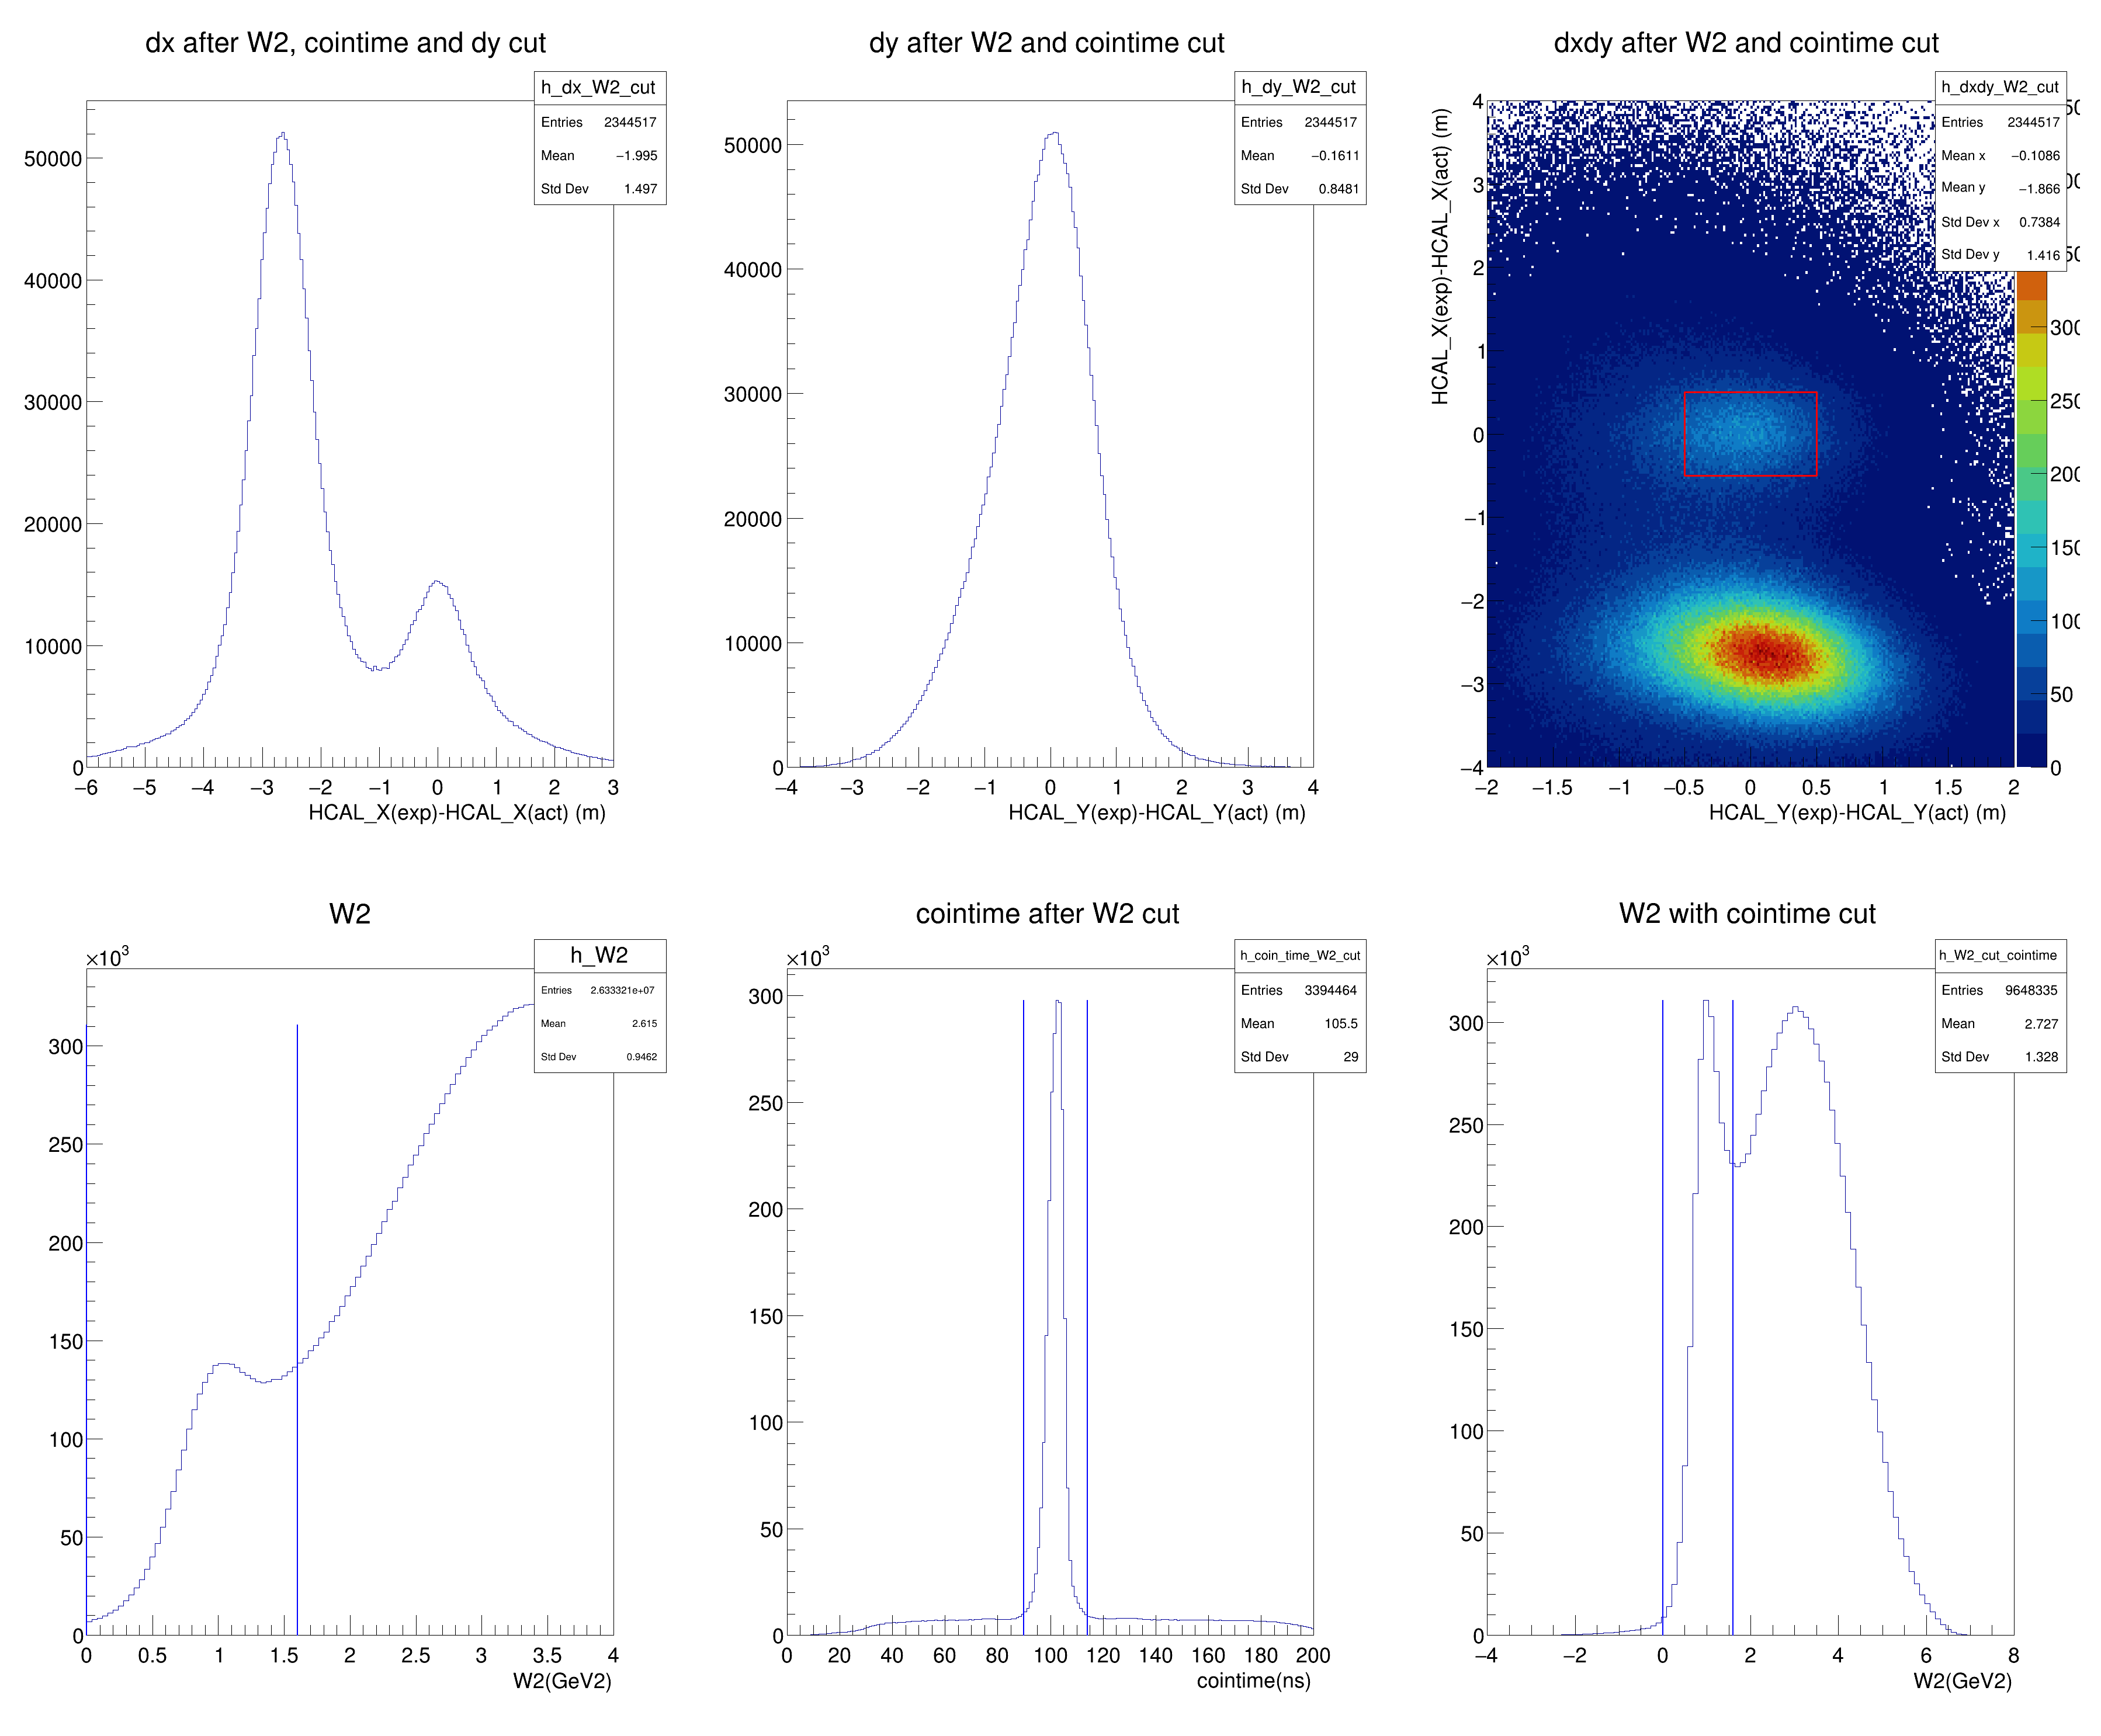 dx after W2, cointime and dy cut
h_dx_W2_cut
Entries 2344517
Mean −1.995
Std Dev 1.497
50000
40000
30000
20000
10000
0
−6 −5 −4 −3 −2 −1 0 1 2 3
HCAL_X(exp)-HCAL_X(act) (m)
dy after W2 and cointime cut
h_dy_W2_cut
Entries 2344517
Mean −0.1611
Std Dev 0.8481
50000
40000
30000
20000
10000
0
−4 −3 −2 −1 0 1 2 3 4
HCAL_Y(exp)-HCAL_Y(act) (m)
dxdy after W2 and cointime cut
h_dxdy_W2_cut
Entries 2344517
Mean x −0.1086
Mean y −1.866
Std Dev x 0.7384
Std Dev y 1.416
HCAL_X(exp)-HCAL_X(act) (m)
4
3
2
1
0
−1
−2
−3
−4
−2 −1.5 −1 −0.5 0 0.5 1 1.5 2
HCAL_Y(exp)-HCAL_Y(act) (m)
300
250
200
150
100
50
0
W2
×10³
h_W2
Entries 2.633321e+07
Mean 2.615
Std Dev 0.9462
300
250
200
150
100
50
0
0 0.5 1 1.5 2 2.5 3 3.5 4
W2(GeV2)
cointime after W2 cut
×10³
h_coin_time_W2_cut
Entries 3394464
Mean 105.5
Std Dev 29
300
250
200
150
100
50
0
0 20 40 60 80 100 120 140 160 180 200
cointime(ns)
W2 with cointime cut
×10³
h_W2_cut_cointime
Entries 9648335
Mean 2.727
Std Dev 1.328
300
250
200
150
100
50
0
−4 −2 0 2 4 6 8
W2(GeV2)